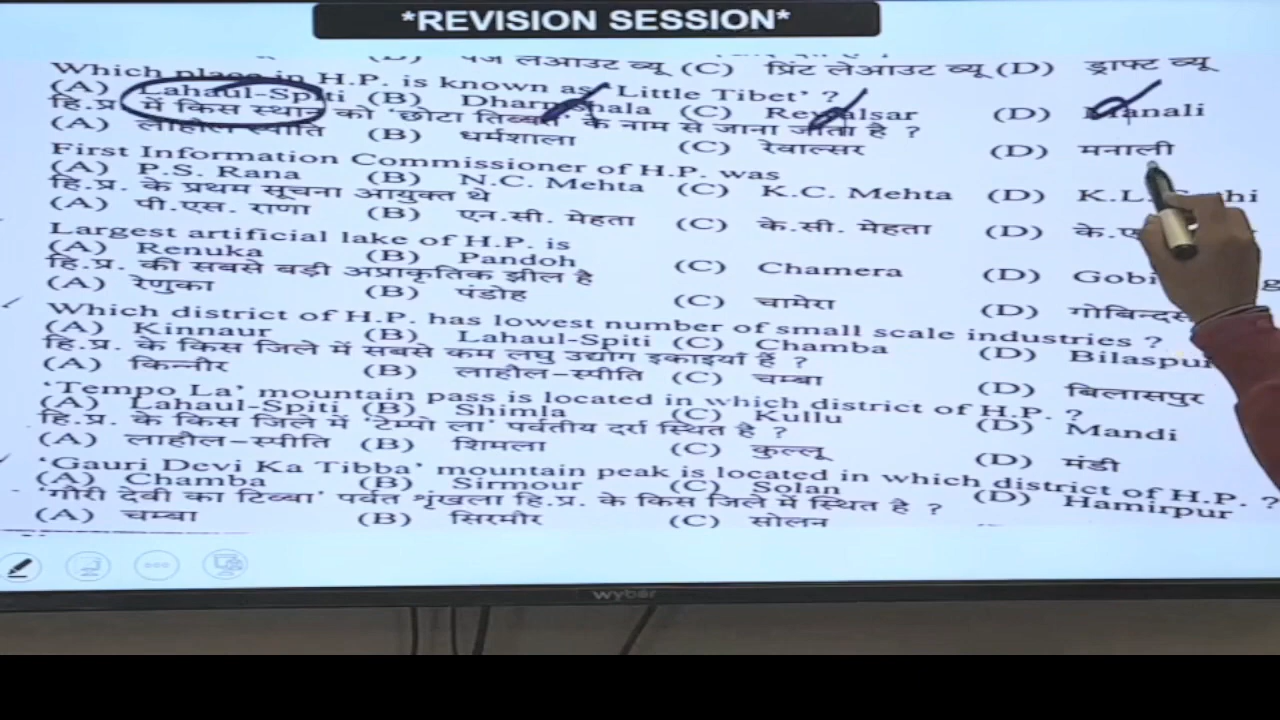 *REVISION SESSION*
लेआउट व्यू (C) प्रिंट लेआउट व्यू (D) ड्राफ्ट व्यू
Which place in H.P. is known as 'Little Tibet' ?
(A) Lahaul-Spiti (B) Dharmshala (C) Rewalsar (D) Manali
हि.प्र में किस स्थान को 'छोटा तिब्बत' के नाम से जाना जाता है ?
(A) लाहौल-स्पीति (B) धर्मशाला (C) रेवाल्सर (D) मनाली
First Information Commissioner of H.P. was
(A) P.S. Rana (B) N.C. Mehta (C) K.C. Mehta (D) K.L.
हि.प्र. के प्रथम सूचना आयुक्त थे
(A) पी.एस. राणा (B) एन.सी. मेहता (C) के.सी. मेहता (D)
Largest artificial lake of H.P. is
(A) Renuka (B) Pandoh (C) Chamera (D)
हि.प्र. की सबसे बड़ी अप्राकृतिक झील है
(A) रेणुका (B) पंडोह (C) चामेरा (D)
Which district of H.P. has lowest number of small scale industries ?
(A) Kinnaur (B) Lahaul-Spiti (C) Chamba (D) Bilaspur
हि.प्र. के किस जिले में सबसे कम लघु उद्योग इकाइयाँ हैं ?
(A) किन्नौर (B) लाहौल-स्पीति (C) चम्बा (D) बिलासपुर
'Tempo La' mountain pass is located in which district of H.P. ?
(A) Lahaul-Spiti (B) Shimla (C) Kullu (D) Mandi
हि.प्र. के किस जिले में 'टेम्पो ला' पर्वतीय दर्रा स्थित है ?
(A) लाहौल-स्पीति (B) शिमला (C) कुल्लू (D) मंडी
'Gauri Devi Ka Tibba' mountain peak is located in which district of H.P. ?
(A) Chamba (B) Sirmour (C) Solan (D) Hamirpur
'गौरी देवी का टिब्बा' पर्वत शृंखला हि.प्र. के किस जिले में स्थित है ?
(A) चम्बा (B) सिरमौर (C) सोलन
wybor